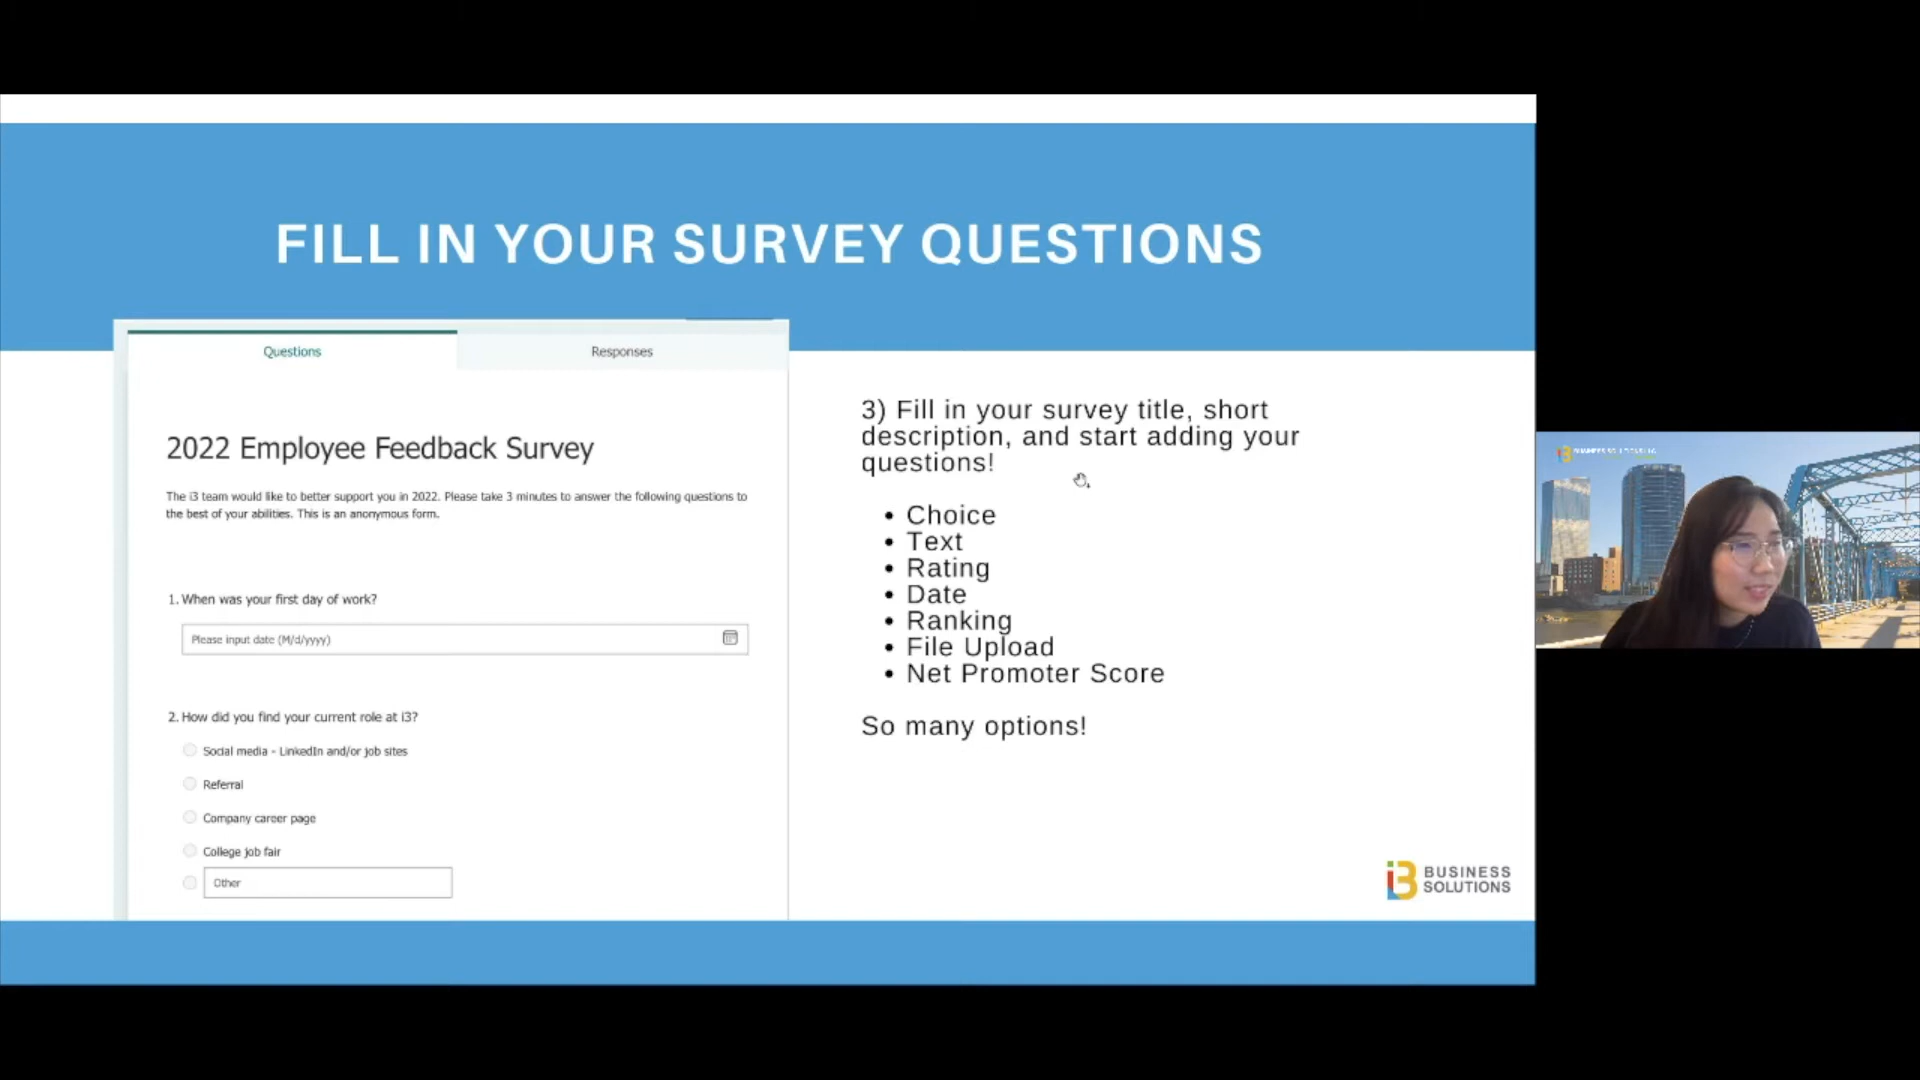 FILL IN YOUR SURVEY QUESTIONS
Questions
Responses
2022 Employee Feedback Survey
The i3 team would like to better support you in 2022. Please take 3 minutes to answer the following questions to
the best of your abilities. This is an anonymous form.
1. When was your first day of work?
Please input date (M/d/yyyy)
2. How did you find your current role at i3?
Social media - LinkedIn and/or job sites
Referral
Company career page
College job fair
Other
3) Fill in your survey title, short
description, and start adding your
questions!
• Choice
• Text
• Rating
• Date
• Ranking
• File Upload
• Net Promoter Score
So many options!
i3 BUSINESS
SOLUTIONS